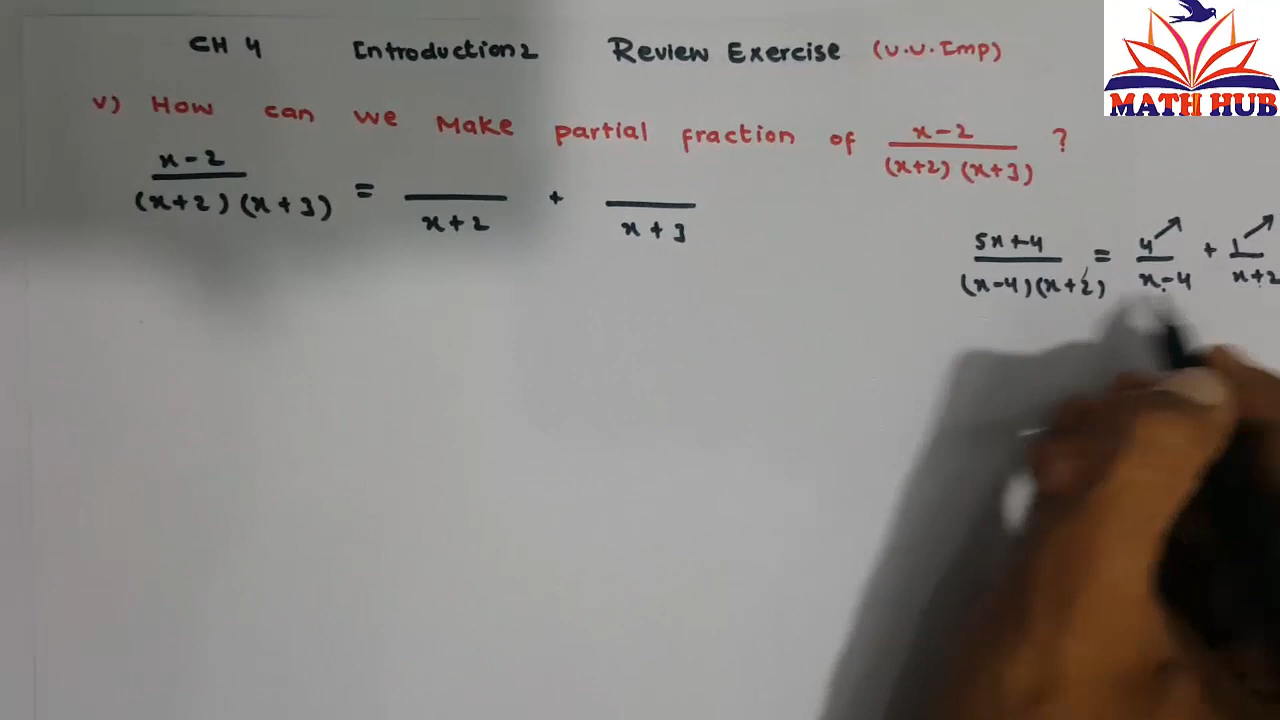 CH 4 Introduction2 Review Exercise (v.v.Imp)
MATH HUB
v) How can we Make partial fraction of x-2 / (x+2)(x+3) ?
x-2 / (x+2)(x+3) = / x+2 + / x+3
5x+4 / (x-4)(x+2) = 4 / x-4 + 1 / x+2